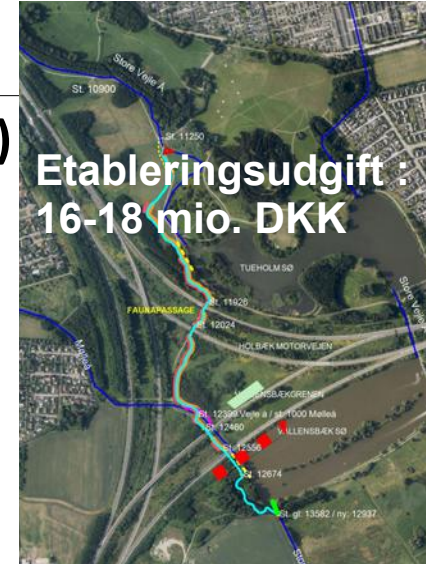 Store Vejle Å
St. 10900
St. 11250
)
Etableringsudgift :
16-18 mio. DKK
TUEHOLM SØ
Store Vejle
St. 11926
FAUNAPASSAGE
St. 12024
HOLBÆK MOTORVEJEN
Mølleå
VALLENSBÆKGRENEN
St. 12399 Vejle å / st. 1000 Mølleå
St. 12460
VALLENSBÆK SØ
St. 12556
St. 12674
St. gl: 13582 / ny: 12937